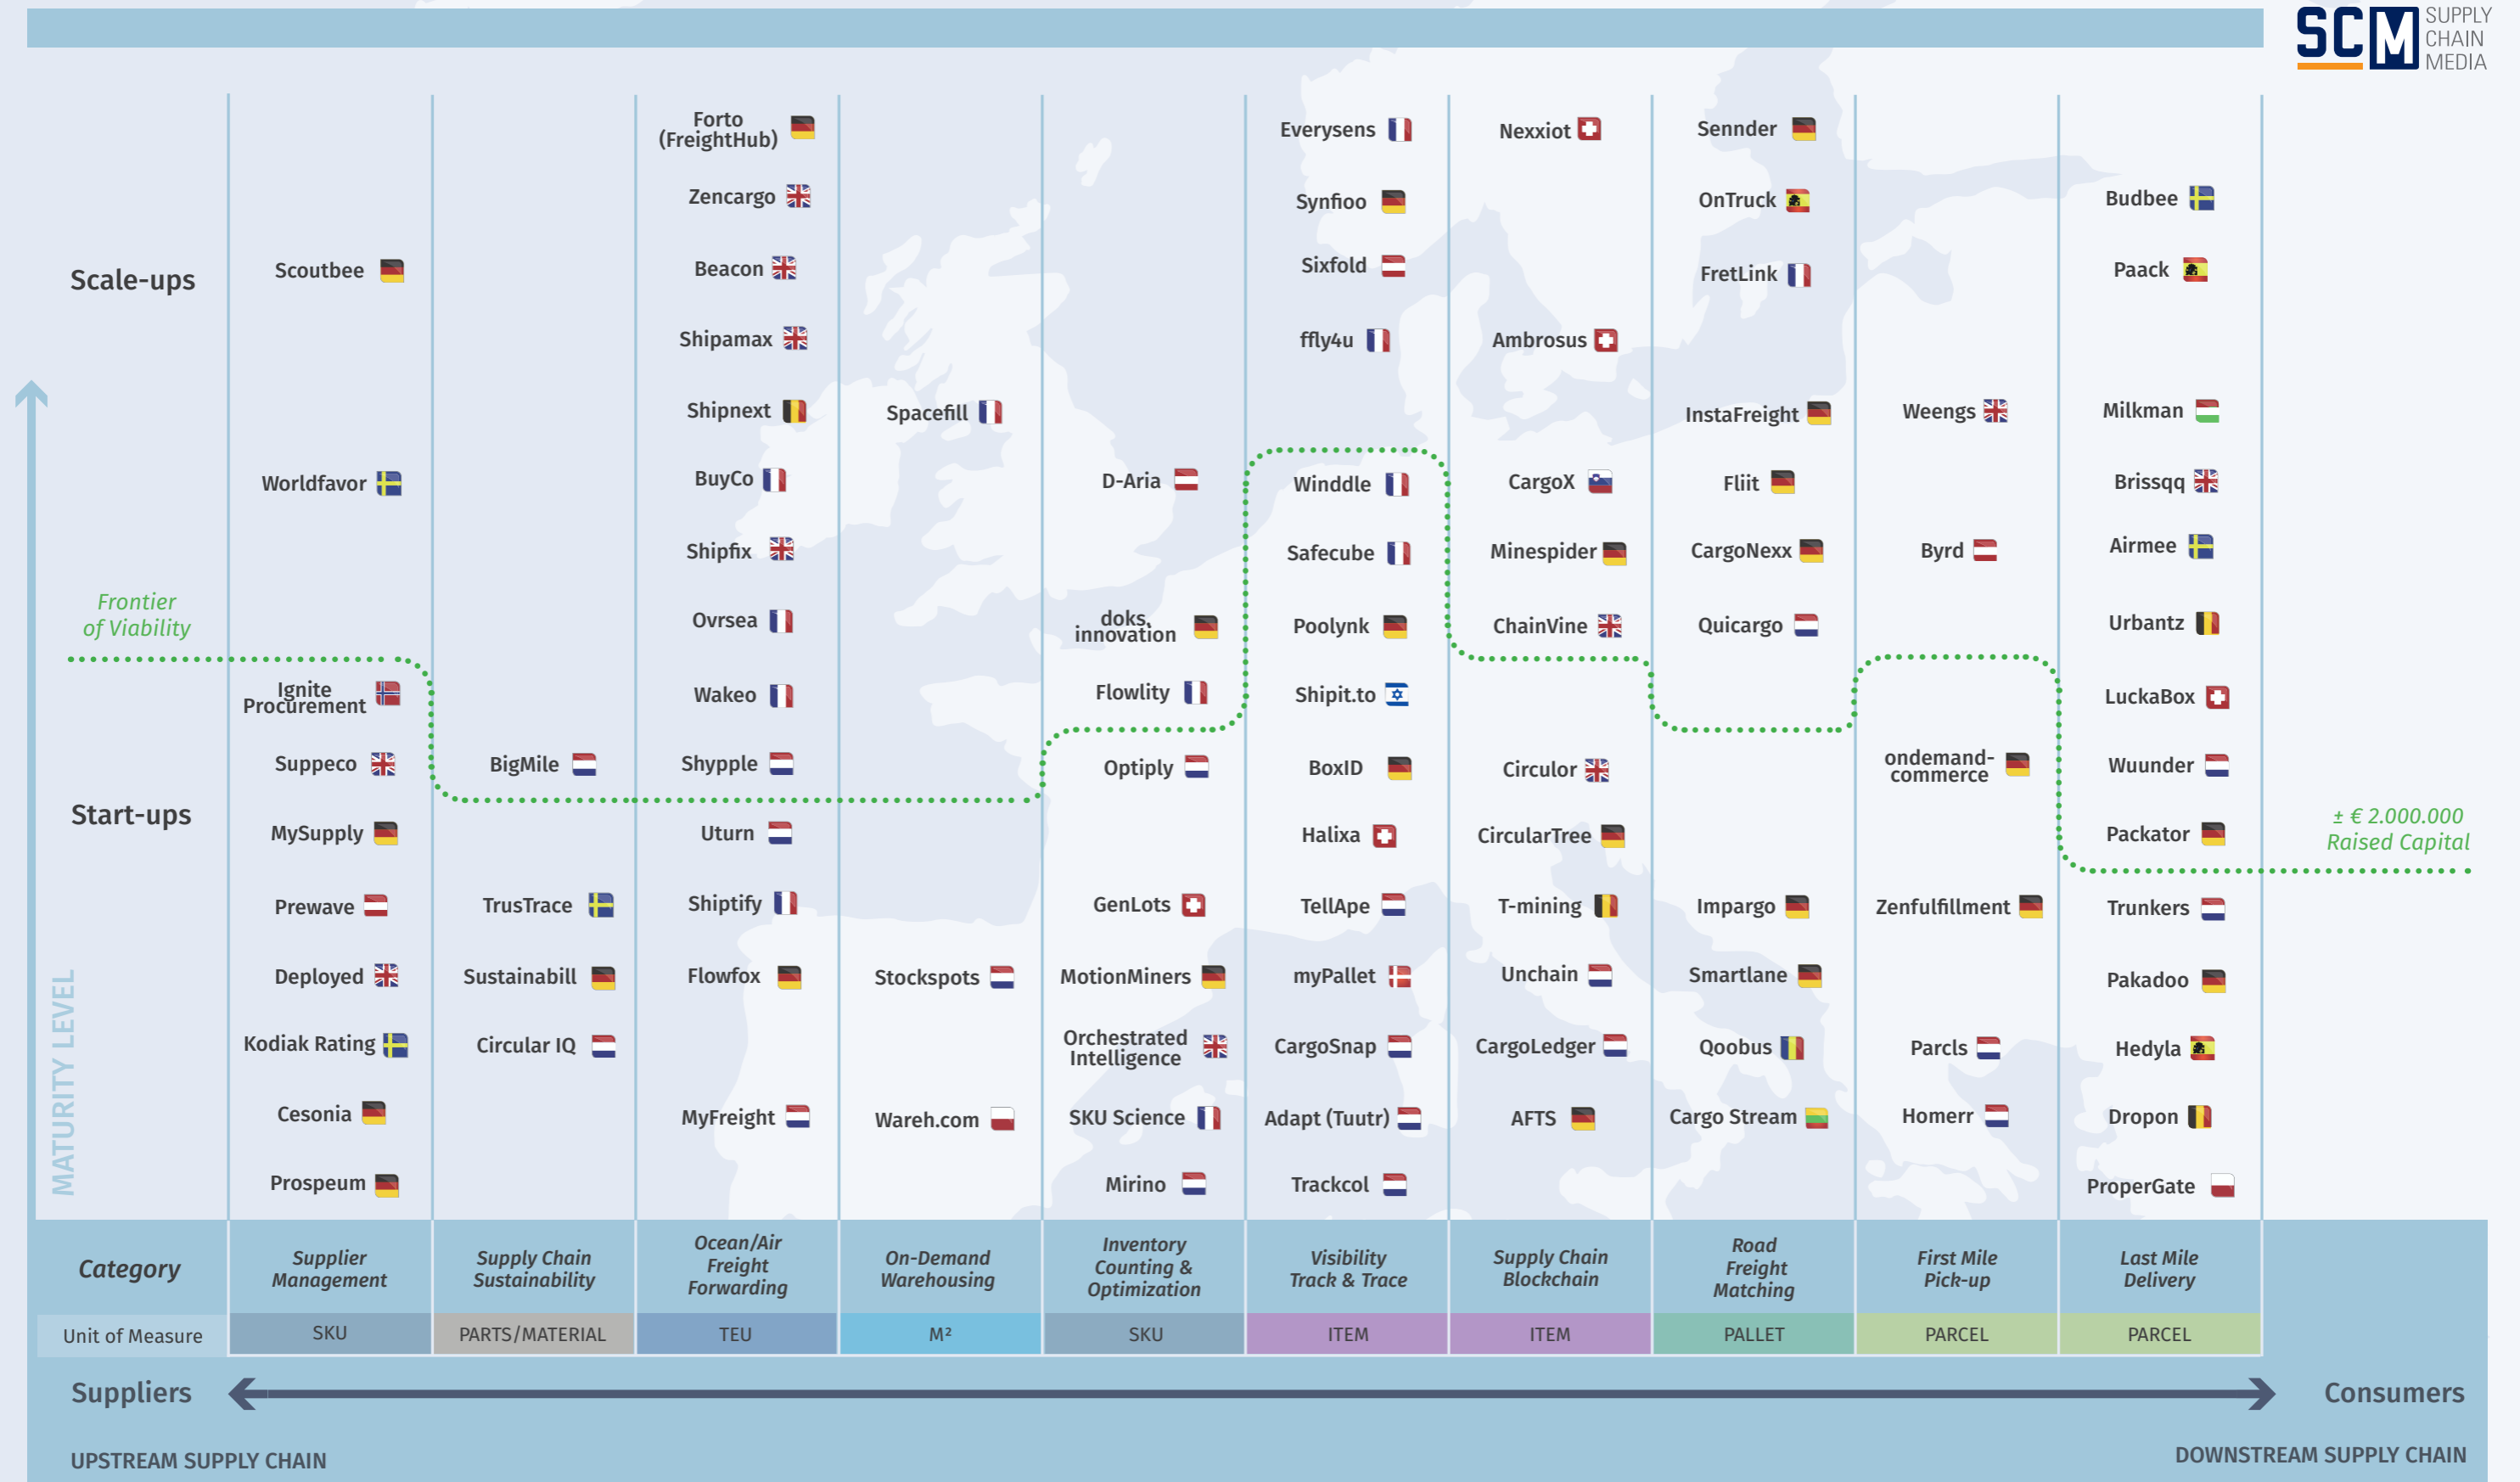 SCM
SUPPLY
CHAIN
MEDIA
Scale-ups
Frontier
of Viability
Start-ups
MATURITY LEVEL
Scoutbee
Worldfavor
Ignite
Procurement
Suppeco
MySupply
Prewave
Deployed
Kodiak Rating
Cesonia
Prospeum
BigMile
TrusTrace
Sustainabill
Circular IQ
Forto
(FreightHub)
Zencargo
Beacon
Shipamax
Shipnext
BuyCo
Shipfix
Ovrsea
Wakeo
Shypple
Uturn
Shiptify
Flowfox
MyFreight
Spacefill
Stockspots
Wareh.com
D-Aria
doks.
innovation
Flowlity
Optiply
GenLots
MotionMiners
Orchestrated
Intelligence
SKU Science
Mirino
Everysens
Synfioo
Sixfold
ffly4u
Winddle
Safecube
Poolynk
Shipit.to
BoxID
Halixa
TellApe
myPallet
CargoSnap
Adapt (Tuutr)
Trackcol
Nexxiot
Ambrosus
CargoX
Minespider
ChainVine
Circulor
CircularTree
T-mining
Unchain
CargoLedger
AFTS
Sennder
OnTruck
FretLink
InstaFreight
Fliit
CargoNexx
Quicargo
Impargo
Smartlane
Qoobus
Cargo Stream
Weengs
Byrd
ondemand-
commerce
Zenfulfillment
Parcls
Homerr
Budbee
Paack
Milkman
Brissqq
Airmee
Urbantz
LuckaBox
Wuunder
Packator
Trunkers
Pakadoo
Hedyla
Dropon
ProperGate
± € 2.000.000
Raised Capital
Category
Supplier
Management
Supply Chain
Sustainability
Ocean/Air
Freight
Forwarding
On-Demand
Warehousing
Inventory
Counting &
Optimization
Visibility
Track & Trace
Supply Chain
Blockchain
Road
Freight
Matching
First Mile
Pick-up
Last Mile
Delivery
Unit of Measure
SKU
PARTS/MATERIAL
TEU
M²
SKU
ITEM
ITEM
PALLET
PARCEL
PARCEL
Suppliers
Consumers
UPSTREAM SUPPLY CHAIN
DOWNSTREAM SUPPLY CHAIN